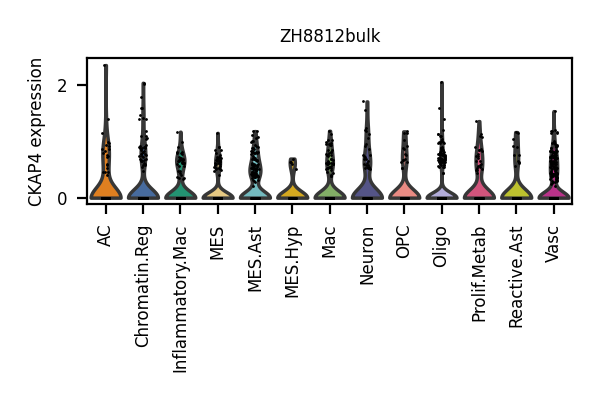 ZH8812bulk
CKAP4 expression
2
0
AC
Chromatin.Reg
Inflammatory.Mac
MES
MES.Ast
MES.Hyp
Mac
Neuron
OPC
Oligo
Prolif.Metab
Reactive.Ast
Vasc